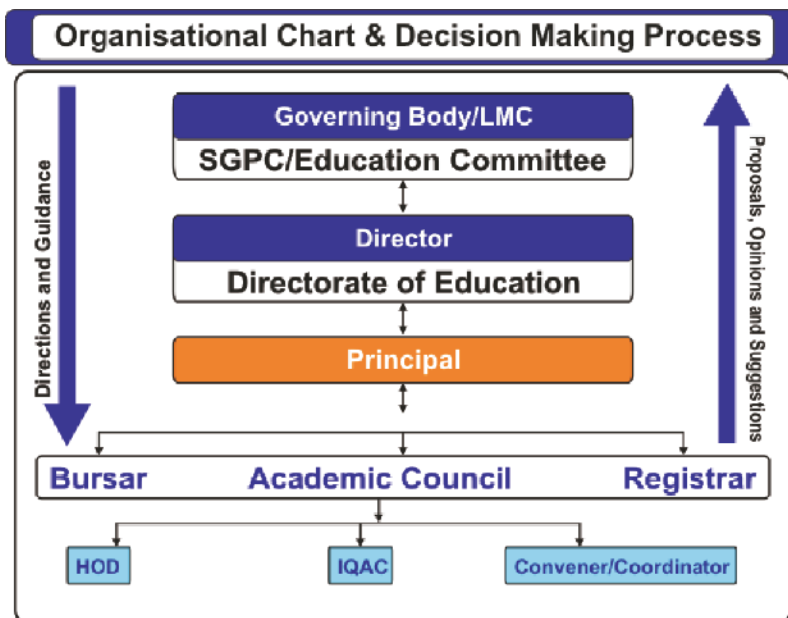 Organisational Chart & Decision Making Process
Directions and Guidance
Governing Body/LMC
SGPC/Education Committee
Director
Directorate of Education
Principal
Proposals, Opinions and Suggestions
Bursar Academic Council Registrar
HOD IQAC Convener/Coordinator